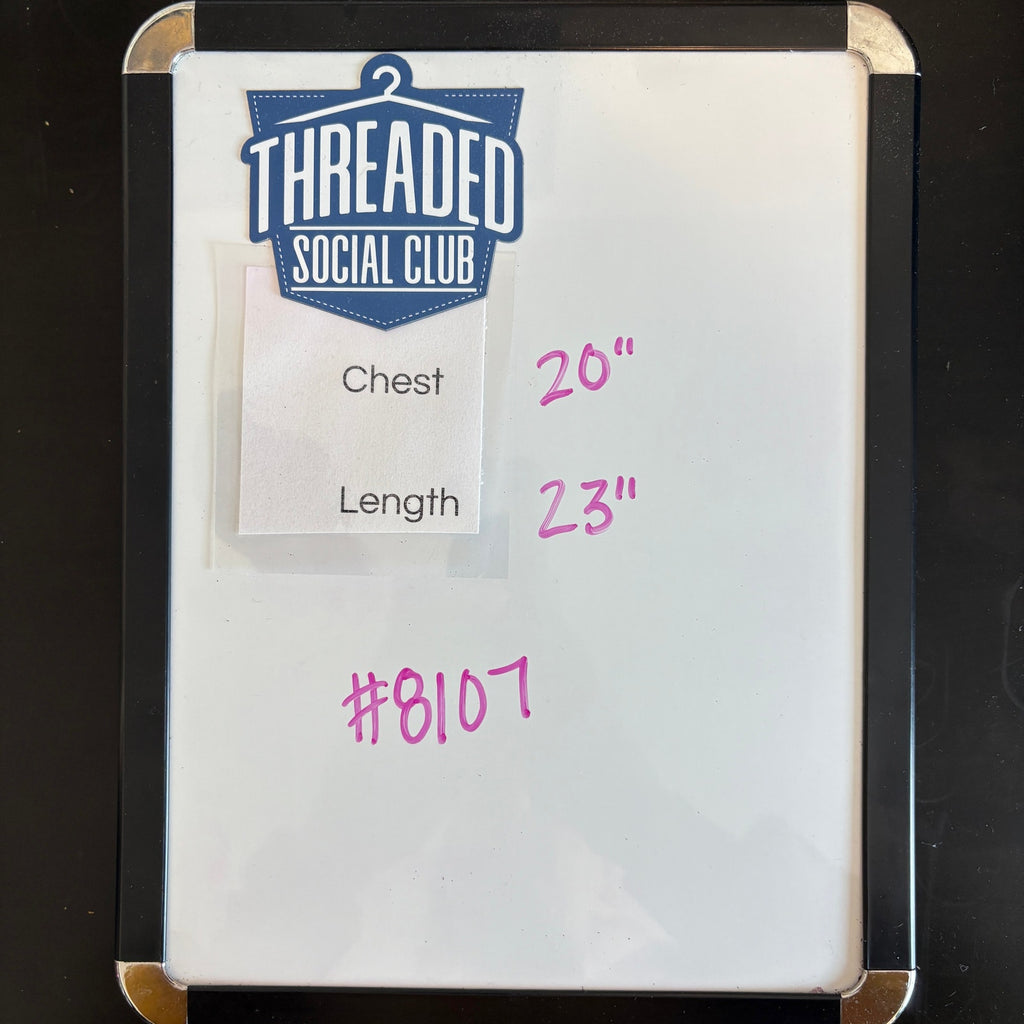 THREADED
SOCIAL CLUB
Chest 20"
Length 23"
#8107